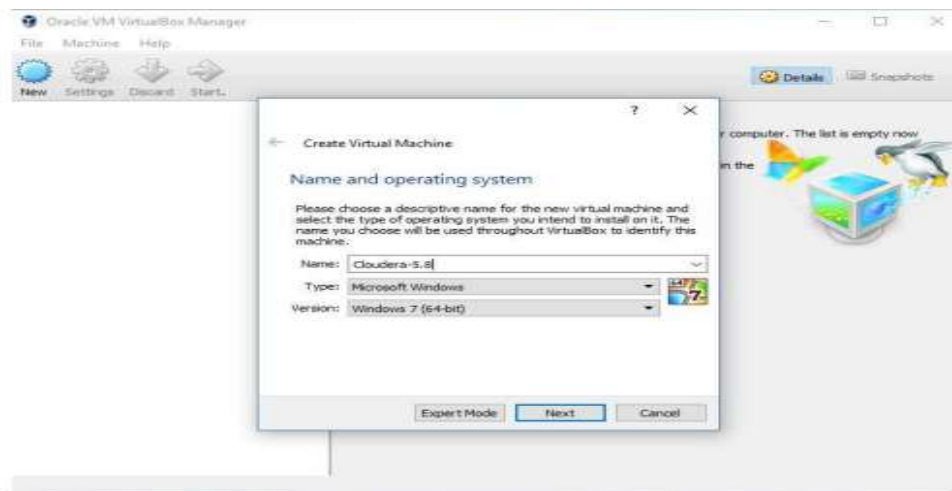 Oracle VM VirtualBox Manager
File Machine Help
New Settings Discard Start
Details Snapshots
r computer. The list is empty now
n the
? 
Create Virtual Machine
Name and operating system
Please choose a descriptive name for the new virtual machine and
select the type of operating system you intend to install on it. The
name you choose will be used throughout VirtualBox to identify this
machine.
Name: Cloudera-5.8
Type: Microsoft Windows
Version: Windows 7 (64-bit)
64 7
Expert Mode Next Cancel